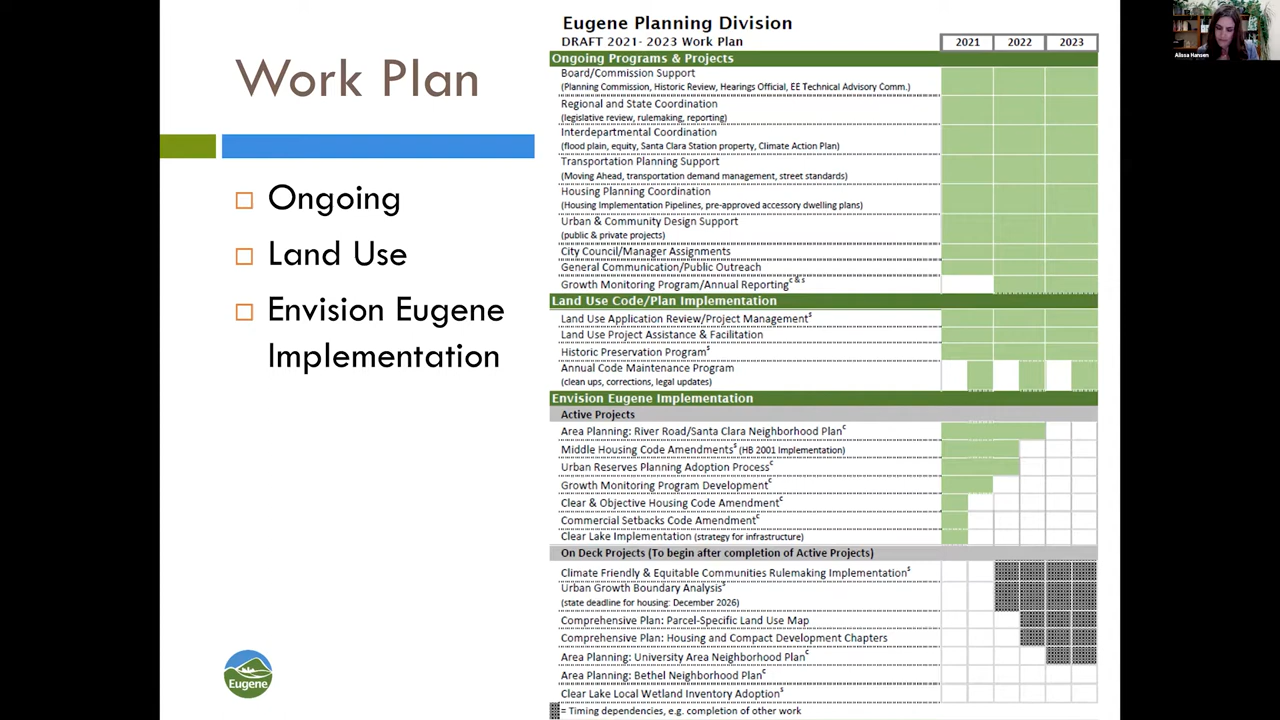 Work Plan
Ongoing
Land Use
Envision Eugene
Implementation
Eugene
Eugene Planning Division
DRAFT 2021- 2023 Work Plan
2021 2022 2023
Ongoing Programs & Projects
Board/Commission Support
(Planning Commission, Historic Review, Hearings Official, EE Technical Advisory Comm.)
Regional and State Coordination
(legislative review, rulemaking, reporting)
Interdepartmental Coordination
(flood plain, equity, Santa Clara Station property, Climate Action Plan)
Transportation Planning Support
(Moving Ahead, transportation demand management, street standards)
Housing Planning Coordination
(Housing Implementation Pipelines, pre-approved accessory dwelling plans)
Urban & Community Design Support
(public & private projects)
City Council/Manager Assignments
General Communication/Public Outreach
Growth Monitoring Program/Annual Reporting c & s
Land Use Code/Plan Implementation
Land Use Application Review/Project Management s
Land Use Project Assistance & Facilitation
Historic Preservation Program s
Annual Code Maintenance Program
(clean ups, corrections, legal updates)
Envision Eugene Implementation
Active Projects
Area Planning: River Road/Santa Clara Neighborhood Plan c
Middle Housing Code Amendments s (HB 2001 Implementation)
Urban Reserves Planning Adoption Process c
Growth Monitoring Program Development c
Clear & Objective Housing Code Amendment c
Commercial Setbacks Code Amendment c
Clear Lake Implementation (strategy for infrastructure)
On Deck Projects (To begin after completion of Active Projects)
Climate Friendly & Equitable Communities Rulemaking Implementation s
Urban Growth Boundary Analysis s
(state deadline for housing: December 2026)
Comprehensive Plan: Parcel-Specific Land Use Map
Comprehensive Plan: Housing and Compact Development Chapters
Area Planning: University Area Neighborhood Plan c
Area Planning: Bethel Neighborhood Plan c
Clear Lake Local Wetland Inventory Adoption s
= Timing dependencies, e.g. completion of other work
Alissa Hansen